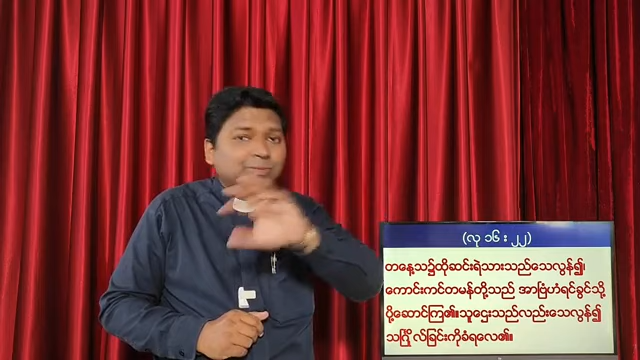 (လု ၁၆ : ၂၂)
တနေ့သ၌ထိုဆင်းရဲသားသည်သေလွန်၍၊
ကောင်းကင်တမန်တို့သည် အာဗြံဟံရင်ခွင်သို့
ပို့ဆောင်ကြ၏။သူဌေးသည်လည်းသေလွန်၍
သင်္ဂြိုလ်ခြင်းကိုခံရလေ၏။